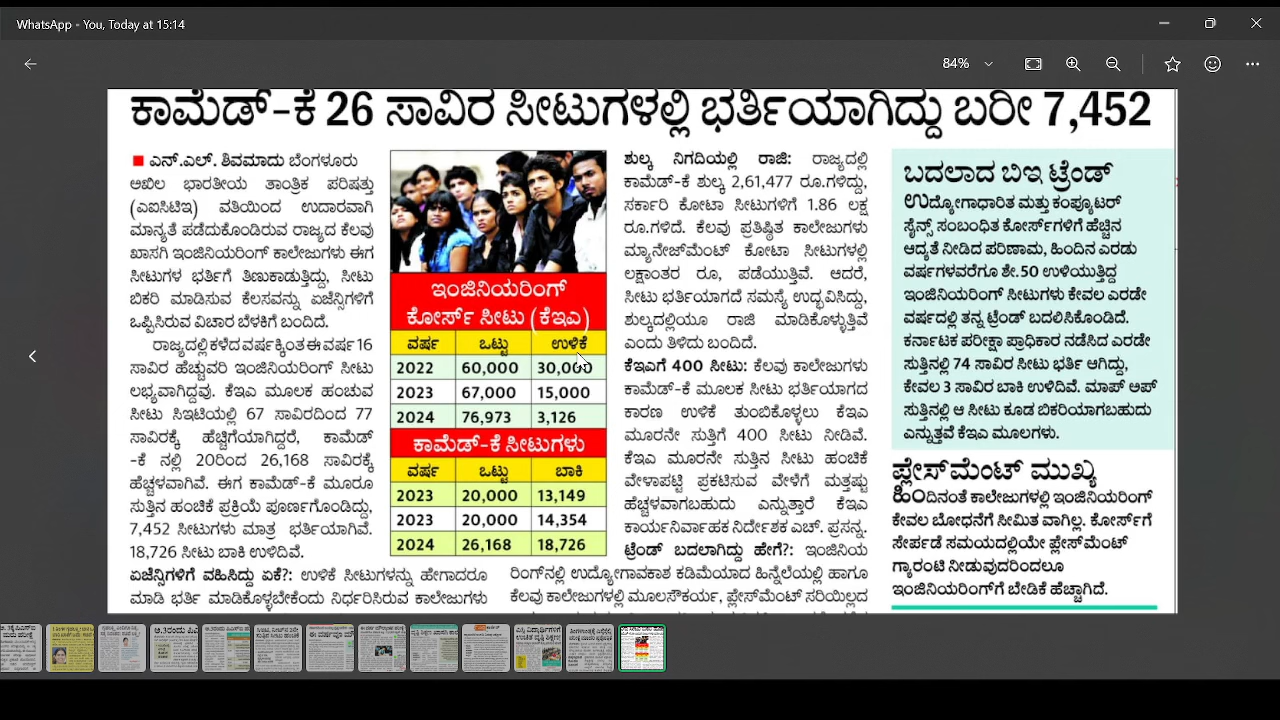 WhatsApp - You, Today at 15:14
84%
ಕಾಮೆಡ್-ಕೆ 26 ಸಾವಿರ ಸೀಟುಗಳಲ್ಲಿ ಭರ್ತಿಯಾಗಿದ್ದು ಬರೀ 7,452
■ ಎನ್.ಎಲ್. ಶಿವಮಾದು ಬೆಂಗಳೂರು
ಅಖಿಲ ಭಾರತೀಯ ತಾಂತ್ರಿಕ ಪರಿಷತ್ತು
(ಎಐಸಿಟಿಇ) ವತಿಯಿಂದ ಉದಾರವಾಗಿ
ಮಾನ್ಯತೆ ಪಡೆದುಕೊಂಡಿರುವ ರಾಜ್ಯದ ಕೆಲವು
ಖಾಸಗಿ ಇಂಜಿನಿಯರಿಂಗ್ ಕಾಲೇಜುಗಳು ಈಗ
ಸೀಟುಗಳ ಭರ್ತಿಗೆ ತಿಣುಕಾಡುತ್ತಿದ್ದು, ಸೀಟು
ಬಿಕರಿ ಮಾಡಿಸುವ ಕೆಲಸವನ್ನು ಏಜೆನ್ಸಿಗಳಿಗೆ
ಒಪ್ಪಿಸಿರುವ ವಿಚಾರ ಬೆಳಕಿಗೆ ಬಂದಿದೆ.
ರಾಜ್ಯದಲ್ಲಿ ಕಳೆದ ವರ್ಷಕ್ಕಿಂತ ಈ ವರ್ಷ 16
ಸಾವಿರ ಹೆಚ್ಚುವರಿ ಇಂಜಿನಿಯರಿಂಗ್ ಸೀಟು
ಲಭ್ಯವಾಗಿದ್ದವು. ಕೆಇಎ ಮೂಲಕ ಹಂಚುವ
ಸೀಟು ಸಿಇಟಿಯಲ್ಲಿ 67 ಸಾವಿರದಿಂದ 77
ಸಾವಿರಕ್ಕೆ ಹೆಚ್ಚಿಗೆಯಾಗಿದ್ದರೆ, ಕಾಮೆಡ್
-ಕೆ ನಲ್ಲಿ 20ರಿಂದ 26,168 ಸಾವಿರಕ್ಕೆ
ಹೆಚ್ಚಳವಾಗಿವೆ. ಈಗ ಕಾಮೆಡ್-ಕೆ ಮೂರೂ
ಸುತ್ತಿನ ಹಂಚಿಕೆ ಪ್ರಕ್ರಿಯೆ ಪೂರ್ಣಗೊಂಡಿದ್ದು,
7,452 ಸೀಟುಗಳು ಮಾತ್ರ ಭರ್ತಿಯಾಗಿವೆ.
18,726 ಸೀಟು ಬಾಕಿ ಉಳಿದಿವೆ.
ಏಜೆನ್ಸಿಗಳಿಗೆ ವಹಿಸಿದ್ದು ಏಕೆ?: ಉಳಿಕೆ ಸೀಟುಗಳನ್ನು ಹೇಗಾದರೂ
ಮಾಡಿ ಭರ್ತಿ ಮಾಡಿಕೊಳ್ಳಬೇಕೆಂದು ನಿರ್ಧರಿಸಿರುವ ಕಾಲೇಜುಗಳು
ಇಂಜಿನಿಯರಿಂಗ್
ಕೋರ್ಸ್ ಸೀಟು (ಕೆಇಎ)
ವರ್ಷ ಒಟ್ಟು ಉಳಿಕೆ
2022 60,000 30,000
2023 67,000 15,000
2024 76,973 3,126
ಕಾಮೆಡ್-ಕೆ ಸೀಟುಗಳು
ವರ್ಷ ಒಟ್ಟು ಬಾಕಿ
2023 20,000 13,149
2023 20,000 14,354
2024 26,168 18,726
ಶುಲ್ಕ ನಿಗದಿಯಲ್ಲಿ ರಾಜಿ: ರಾಜ್ಯದಲ್ಲಿ
ಕಾಮೆಡ್-ಕೆ ಶುಲ್ಕ 2,61,477 ರೂ.ಗಳಿದ್ದು,
ಸರ್ಕಾರಿ ಕೋಟಾ ಸೀಟುಗಳಿಗೆ 1.86 ಲಕ್ಷ
ರೂ.ಗಳಿದೆ. ಕೆಲವು ಪ್ರತಿಷ್ಠಿತ ಕಾಲೇಜುಗಳು
ಮ್ಯಾನೇಜ್‌ಮೆಂಟ್ ಕೋಟಾ ಸೀಟುಗಳಲ್ಲಿ
ಲಕ್ಷಾಂತರ ರೂ, ಪಡೆಯುತ್ತಿವೆ. ಆದರೆ,
ಸೀಟು ಭರ್ತಿಯಾಗದೆ ಸಮಸ್ಯೆ ಉದ್ಭವಿಸಿದ್ದು,
ಶುಲ್ಕದಲ್ಲಿಯೂ ರಾಜಿ ಮಾಡಿಕೊಳ್ಳುತ್ತಿವೆ
ಎಂದು ತಿಳಿದು ಬಂದಿದೆ.
ಕೆಇಎಗೆ 400 ಸೀಟು: ಕೆಲವು ಕಾಲೇಜುಗಳು
ಕಾಮೆಡ್-ಕೆ ಮೂಲಕ ಸೀಟು ಭರ್ತಿಯಾಗದ
ಕಾರಣ ಉಳಿಕೆ ತುಂಬಿಕೊಳ್ಳಲು ಕೆಇಎ
ಮೂರನೇ ಸುತ್ತಿಗೆ 400 ಸೀಟು ನೀಡಿವೆ.
ಕೆಇಎ ಮೂರನೇ ಸುತ್ತಿನ ಸೀಟು ಹಂಚಿಕೆ
ವೇಳಾಪಟ್ಟಿ ಪ್ರಕಟಿಸುವ ವೇಳೆಗೆ ಮತ್ತಷ್ಟು
ಹೆಚ್ಚಳವಾಗಬಹುದು ಎನ್ನುತ್ತಾರೆ ಕೆಇಎ
ಕಾರ್ಯನಿರ್ವಾಹಕ ನಿರ್ದೇಶಕ ಎಚ್. ಪ್ರಸನ್ನ.
ಟ್ರೆಂಡ್ ಬದಲಾಗಿದ್ದು ಹೇಗೆ?: ಇಂಜಿನಿಯ
ರಿಂಗ್‌ನಲ್ಲಿ ಉದ್ಯೋಗಾವಕಾಶ ಕಡಿಮೆಯಾದ ಹಿನ್ನೆಲೆಯಲ್ಲಿ ಹಾಗೂ
ಕೆಲವು ಕಾಲೇಜುಗಳಲ್ಲಿ ಮೂಲಸೌಕರ್ಯ, ಪ್ಲೇಸ್‌ಮೆಂಟ್ ಸರಿಯಿಲ್ಲದ
ಬದಲಾದ ಬಿಇ ಟ್ರೆಂಡ್
ಉದ್ಯೋಗಾಧಾರಿತ ಮತ್ತು ಕಂಪ್ಯೂಟರ್
ಸೈನ್ಸ್ ಸಂಬಂಧಿತ ಕೋರ್ಸ್‌ಗಳಿಗೆ ಹೆಚ್ಚಿನ
ಆದ್ಯತೆ ನೀಡಿದ ಪರಿಣಾಮ, ಹಿಂದಿನ ಎರಡು
ವರ್ಷಗಳವರೆಗೂ ಶೇ.50 ಉಳಿಯುತ್ತಿದ್ದ
ಇಂಜಿನಿಯರಿಂಗ್ ಸೀಟುಗಳು ಕೇವಲ ಎರಡೇ
ವರ್ಷದಲ್ಲಿ ತನ್ನ ಟ್ರೆಂಡ್ ಬದಲಿಸಿಕೊಂಡಿದೆ.
ಕರ್ನಾಟಕ ಪರೀಕ್ಷಾ ಪ್ರಾಧಿಕಾರ ನಡೆಸಿದ ಎರಡೇ
ಸುತ್ತಿನಲ್ಲಿ 74 ಸಾವಿರ ಸೀಟು ಭರ್ತಿ ಆಗಿದ್ದು,
ಕೇವಲ 3 ಸಾವಿರ ಬಾಕಿ ಉಳಿದಿವೆ. ಮಾಪ್ ಅಪ್
ಸುತ್ತಿನಲ್ಲಿ ಆ ಸೀಟು ಕೂಡ ಬಿಕರಿಯಾಗಬಹುದು
ಎನ್ನುತ್ತವೆ ಕೆಇಎ ಮೂಲಗಳು.
ಪ್ಲೇಸ್‌ಮೆಂಟ್ ಮುಖ್ಯ
ಹಿಂದಿನಂತೆ ಕಾಲೇಜುಗಳಲ್ಲಿ ಇಂಜಿನಿಯರಿಂಗ್
ಕೇವಲ ಬೋಧನೆಗೆ ಸೀಮಿತ ವಾಗಿಲ್ಲ. ಕೋರ್ಸ್‌ಗೆ
ಸೇರ್ಪಡೆ ಸಮಯದಲ್ಲಿಯೇ ಪ್ಲೇಸ್‌ಮೆಂಟ್
ಗ್ಯಾರಂಟಿ ನೀಡುವುದರಿಂದಲೂ
ಇಂಜಿನಿಯರಿಂಗ್‌ಗೆ ಬೇಡಿಕೆ ಹೆಚ್ಚಾಗಿದೆ.